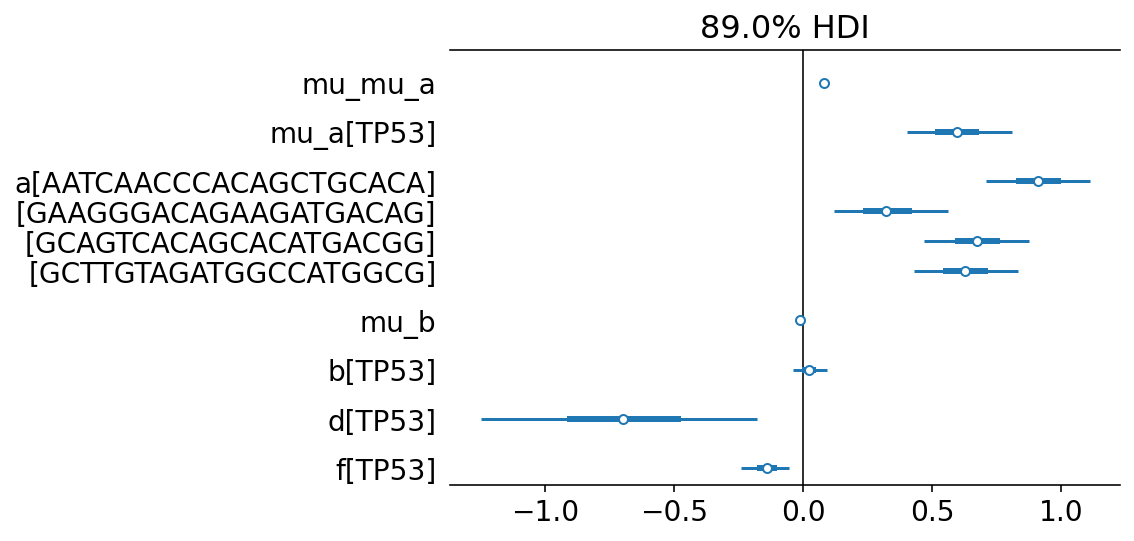 89.0% HDI
mu_mu_a
mu_a[TP53]
a[AATCAACCCACAGCTGCACA]
[GAAGGGACAGAAGATGACAG]
[GCAGTCACAGCACATGACGG]
[GCTTGTAGATGGCCATGGCG]
mu_b
b[TP53]
d[TP53]
f[TP53]
−1.0 −0.5 0.0 0.5 1.0